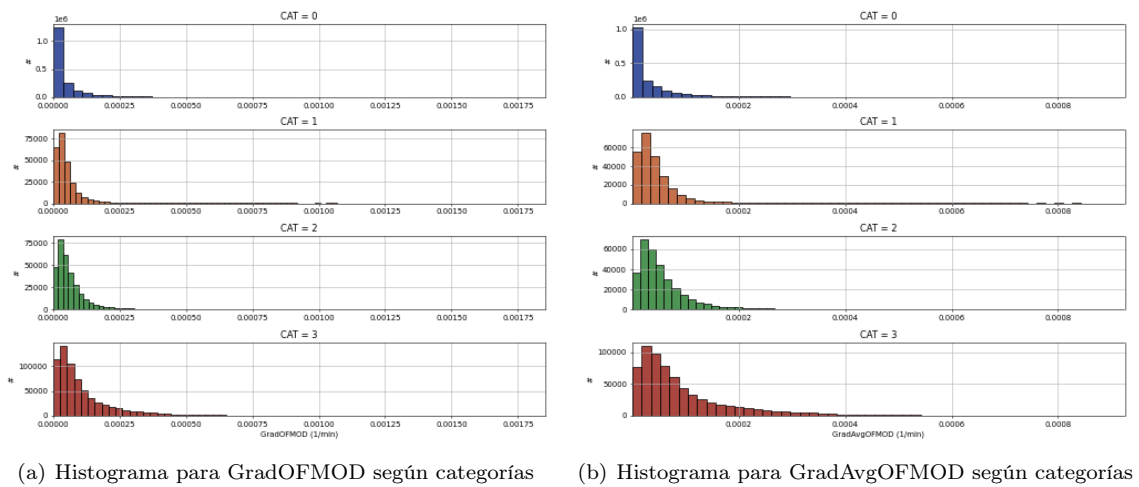 CAT = 0
1e6
1.0
0.5
0.0
#
0.00000 0.00025 0.00050 0.00075 0.00100 0.00125 0.00150 0.00175
CAT = 1
75000
50000
25000
0
#
0.00000 0.00025 0.00050 0.00075 0.00100 0.00125 0.00150 0.00175
CAT = 2
75000
50000
25000
0
#
0.00000 0.00025 0.00050 0.00075 0.00100 0.00125 0.00150 0.00175
CAT = 3
100000
50000
0
#
0.00000 0.00025 0.00050 0.00075 0.00100 0.00125 0.00150 0.00175
GradOFMOD (1/min)
(a) Histograma para GradOFMOD según categorías
CAT = 0
1e6
1.0
0.5
0.0
#
0.0002 0.0004 0.0006 0.0008
CAT = 1
60000
40000
20000
0
#
0.0002 0.0004 0.0006 0.0008
CAT = 2
60000
40000
20000
0
#
0.0002 0.0004 0.0006 0.0008
CAT = 3
100000
50000
0
#
0.0002 0.0004 0.0006 0.0008
GradAvgOFMOD (1/min)
(b) Histograma para GradAvgOFMOD según categorías